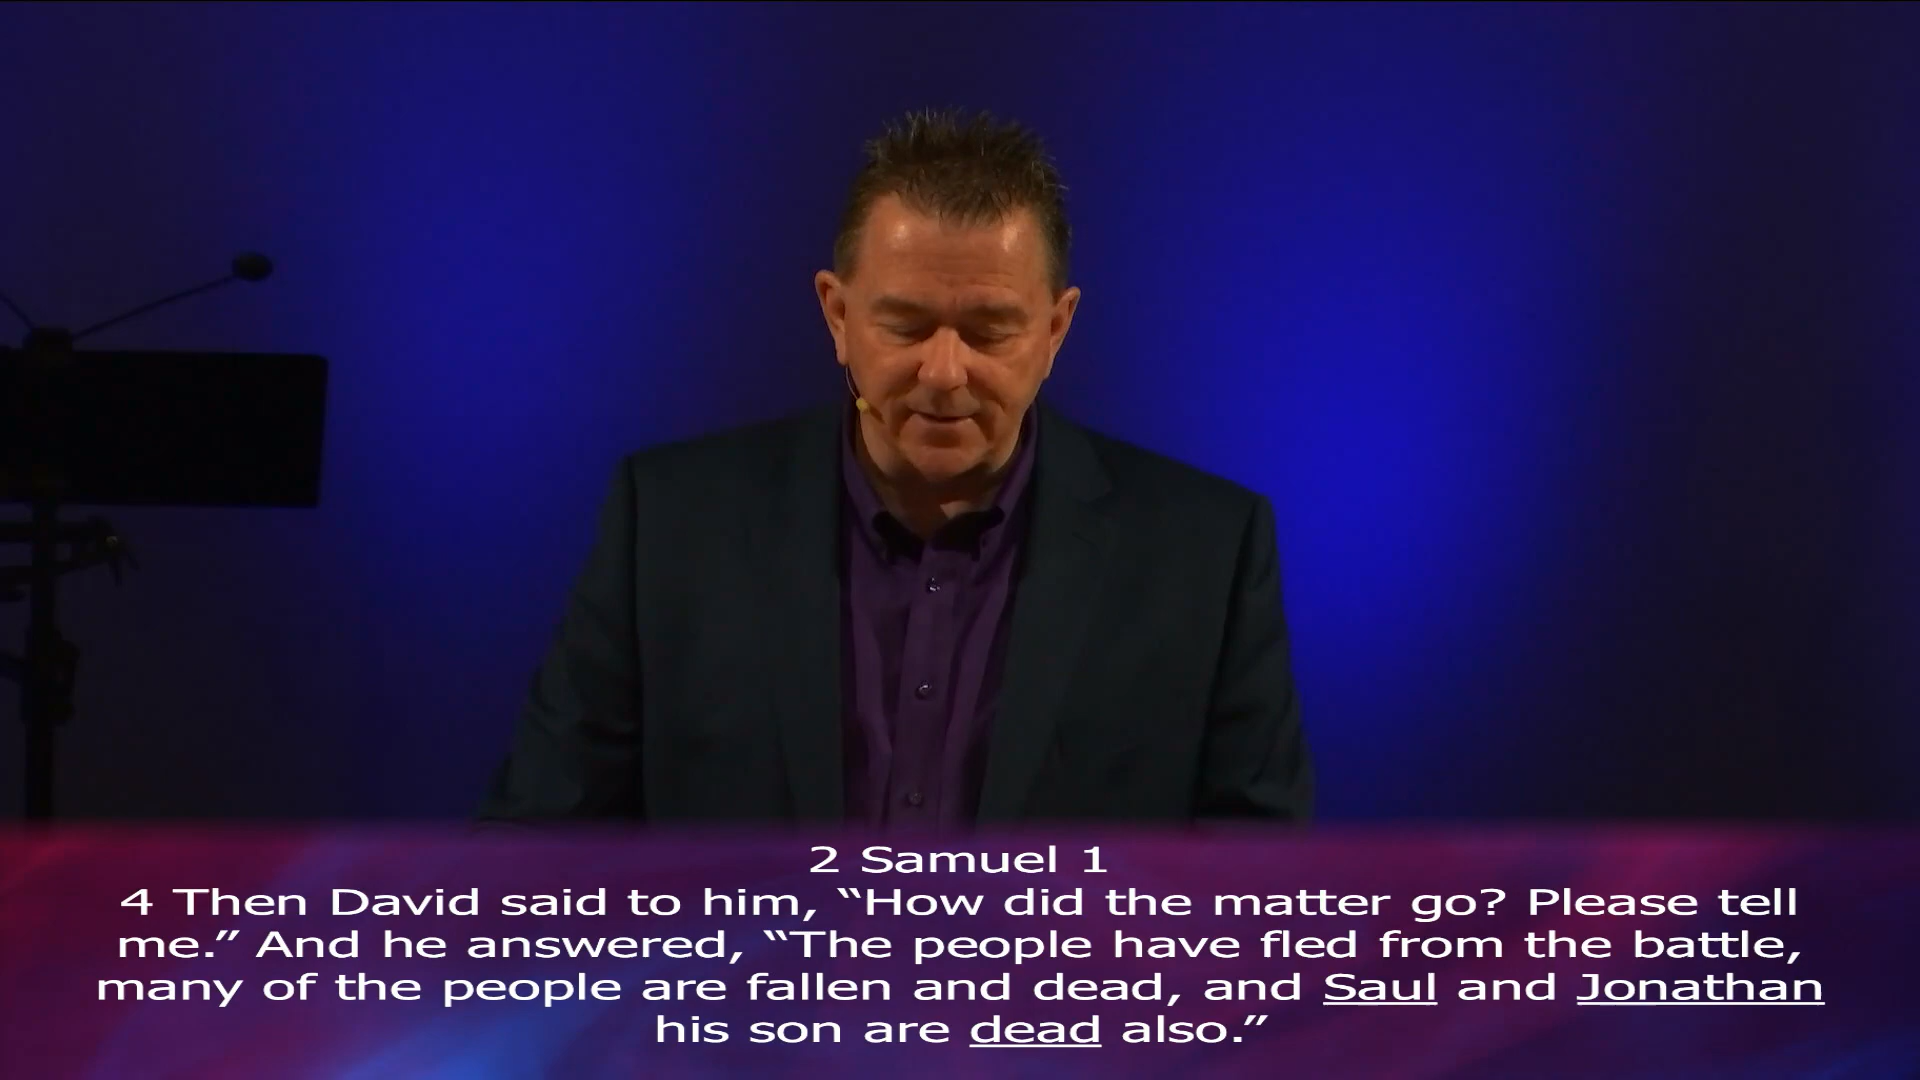 2 Samuel 1
4 Then David said to him, “How did the matter go? Please tell
me.” And he answered, “The people have fled from the battle,
many of the people are fallen and dead, and Saul and Jonathan
his son are dead also.”